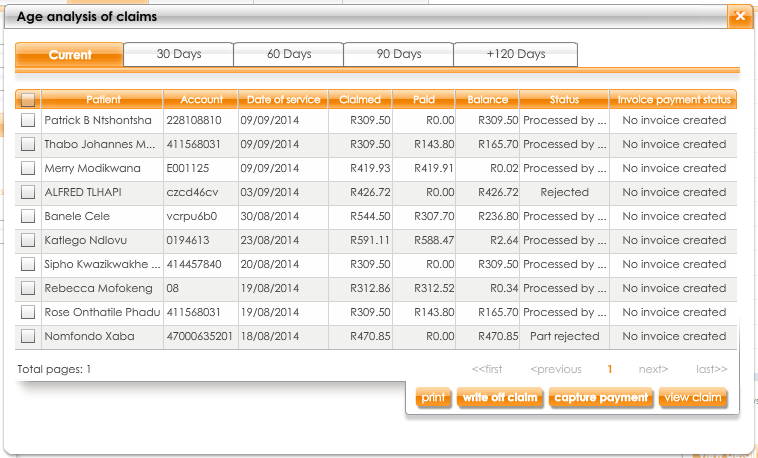 Age analysis of claims
Current 30 Days 60 Days 90 Days +120 Days
Patient Account Date of service Claimed Paid Balance Status Invoice payment status
Patrick B Ntshontsha 228108810 09/09/2014 R309.50 R0.00 R309.50 Processed by ... No invoice created
Thabo Johannes M... 411568031 09/09/2014 R309.50 R143.80 R165.70 Processed by ... No invoice created
Merry Modikwana E001125 09/09/2014 R419.93 R419.91 R0.02 Processed by ... No invoice created
ALFRED TLHAPI czcd46cv 03/09/2014 R426.72 R0.00 R426.72 Rejected No invoice created
Banele Cele vcrpu6b0 30/08/2014 R544.50 R307.70 R236.80 Processed by ... No invoice created
Katlego Ndlovu 0194613 23/08/2014 R591.11 R588.47 R2.64 Processed by ... No invoice created
Sipho Kwazikwakhe ... 414457840 20/08/2014 R309.50 R0.00 R309.50 Processed by ... No invoice created
Rebecca Mofokeng 08 19/08/2014 R312.86 R312.52 R0.34 Processed by ... No invoice created
Rose Onthatile Phadu 411568031 19/08/2014 R309.50 R143.80 R165.70 Processed by ... No invoice created
Nomfondo Xaba 47000635201 18/08/2014 R470.85 R0.00 R470.85 Part rejected No invoice created
Total pages: 1 <<first <previous 1 next> last>>
print write off claim capture payment view claim